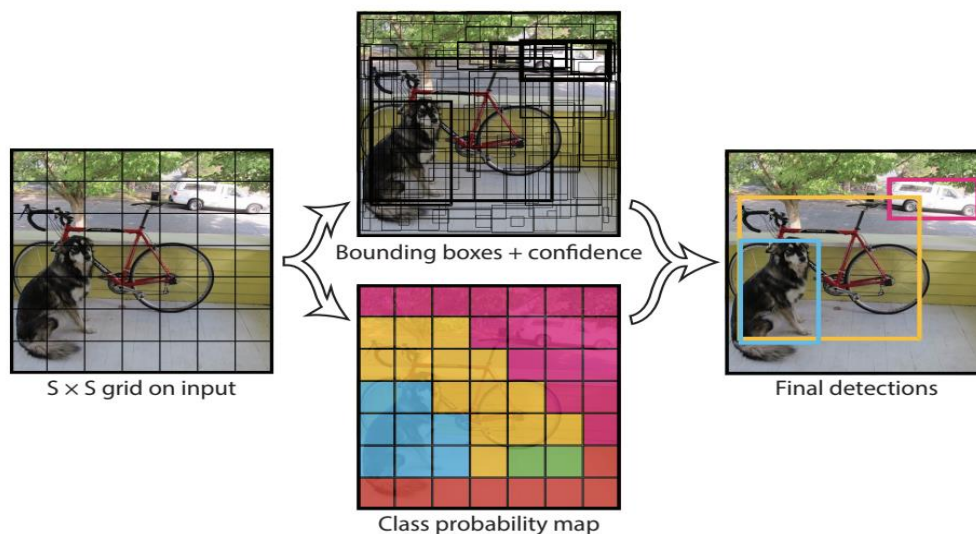 Bounding boxes + confidence
S × S grid on input
Final detections
Class probability map